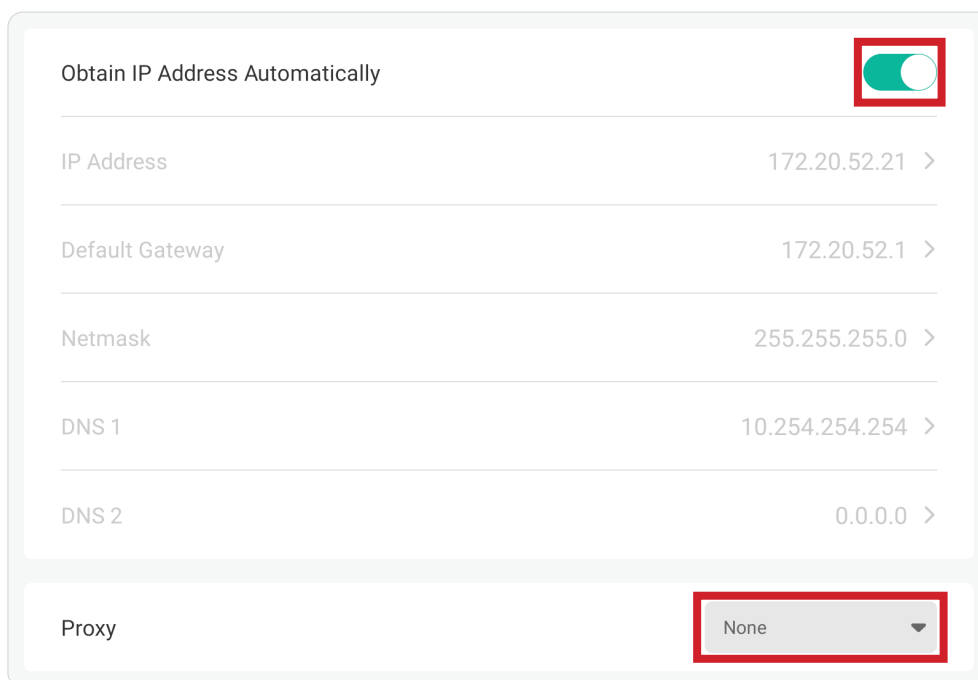 Obtain IP Address Automatically
IP Address 172.20.52.21
Default Gateway 172.20.52.1
Netmask 255.255.255.0
DNS 1 10.254.254.254
DNS 2 0.0.0.0
Proxy None